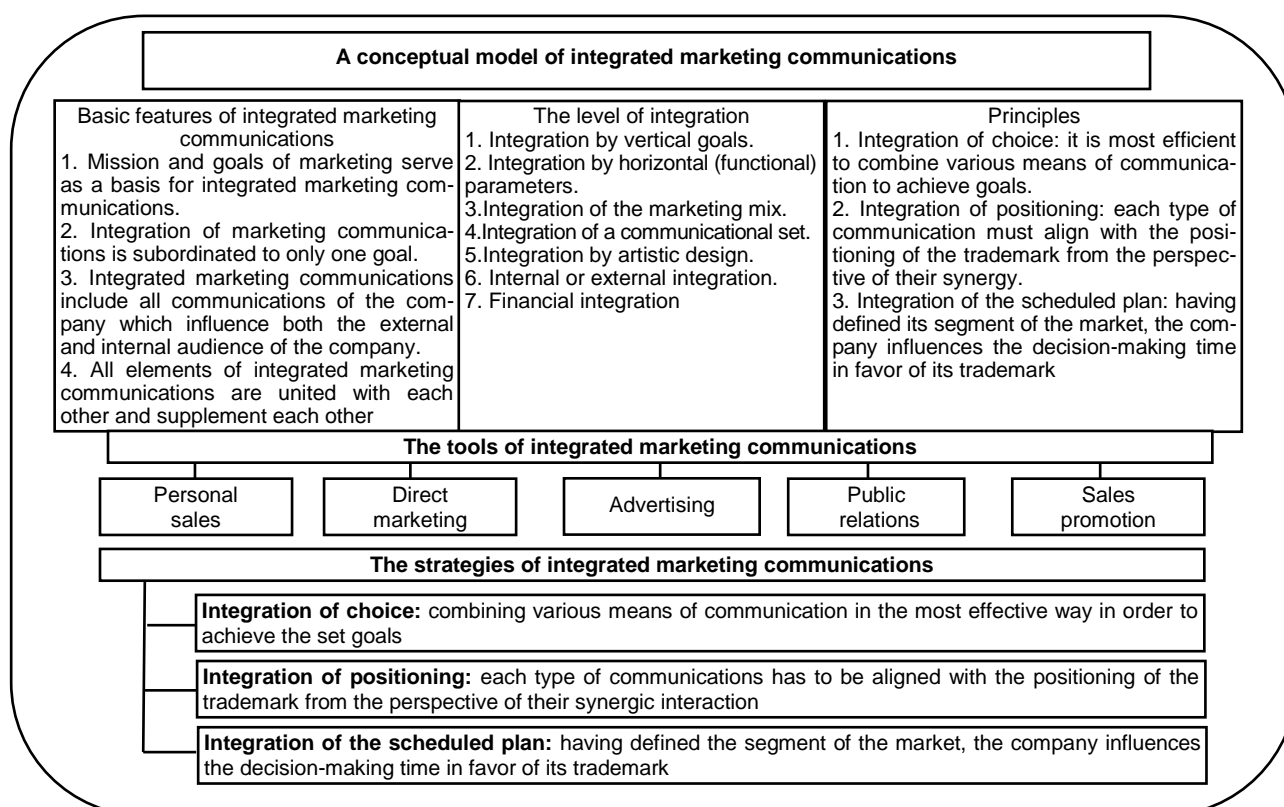 A conceptual model of integrated marketing communications
Basic features of integrated marketing
communications
1. Mission and goals of marketing serve
as a basis for integrated marketing com-
munications.
2. Integration of marketing communica-
tions is subordinated to only one goal.
3. Integrated marketing communications
include all communications of the com-
pany which influence both the external
and internal audience of the company.
4. All elements of integrated marketing
communications are united with each
other and supplement each other
The level of integration
1. Integration by vertical goals.
2. Integration by horizontal (functional)
parameters.
3.Integration of the marketing mix.
4.Integration of a communicational set.
5.Integration by artistic design.
6. Internal or external integration.
7. Financial integration
Principles
1. Integration of choice: it is most efficient
to combine various means of communica-
tion to achieve goals.
2. Integration of positioning: each type of
communication must align with the posi-
tioning of the trademark from the perspec-
tive of their synergy.
3. Integration of the scheduled plan: having
defined its segment of the market, the com-
pany influences the decision-making time
in favor of its trademark
The tools of integrated marketing communications
Personal
sales
Direct
marketing
Advertising
Public
relations
Sales
promotion
The strategies of integrated marketing communications
Integration of choice: combining various means of communication in the most effective way in order to
achieve the set goals
Integration of positioning: each type of communications has to be aligned with the positioning of the
trademark from the perspective of their synergic interaction
Integration of the scheduled plan: having defined the segment of the market, the company influences
the decision-making time in favor of its trademark